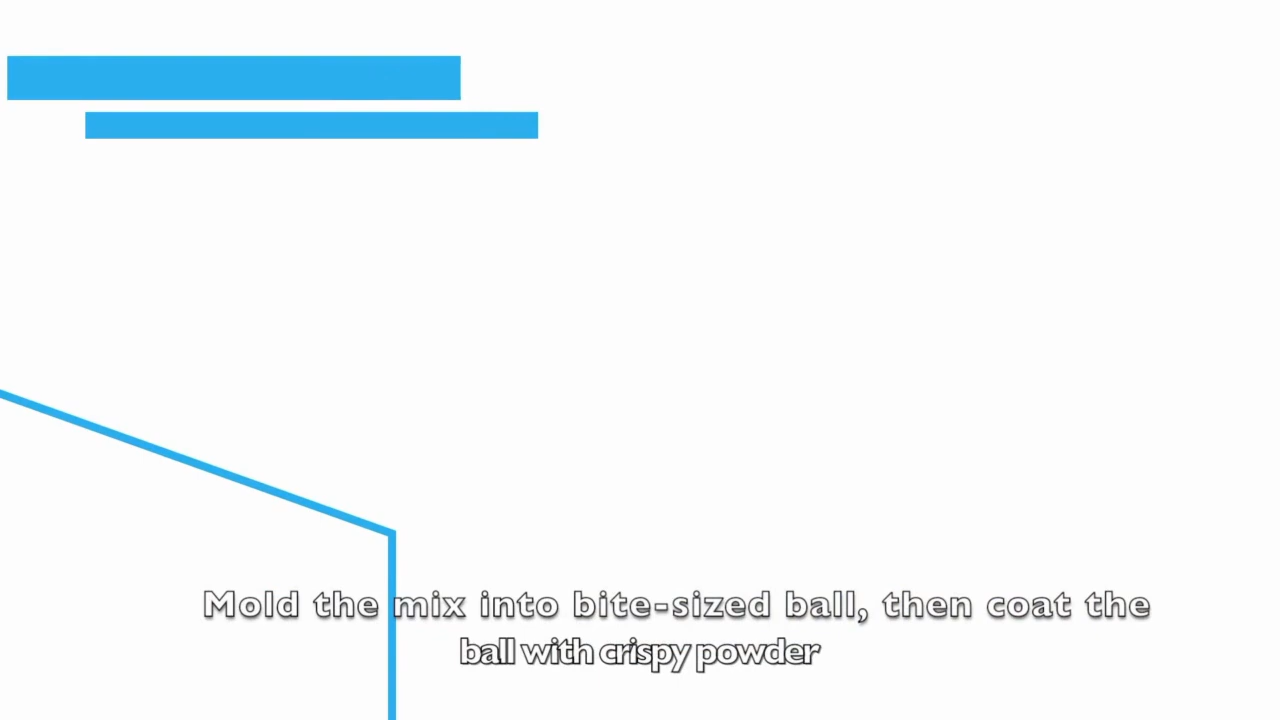 Mold the mix into bite-sized ball, then coat the
ball with crispy powder